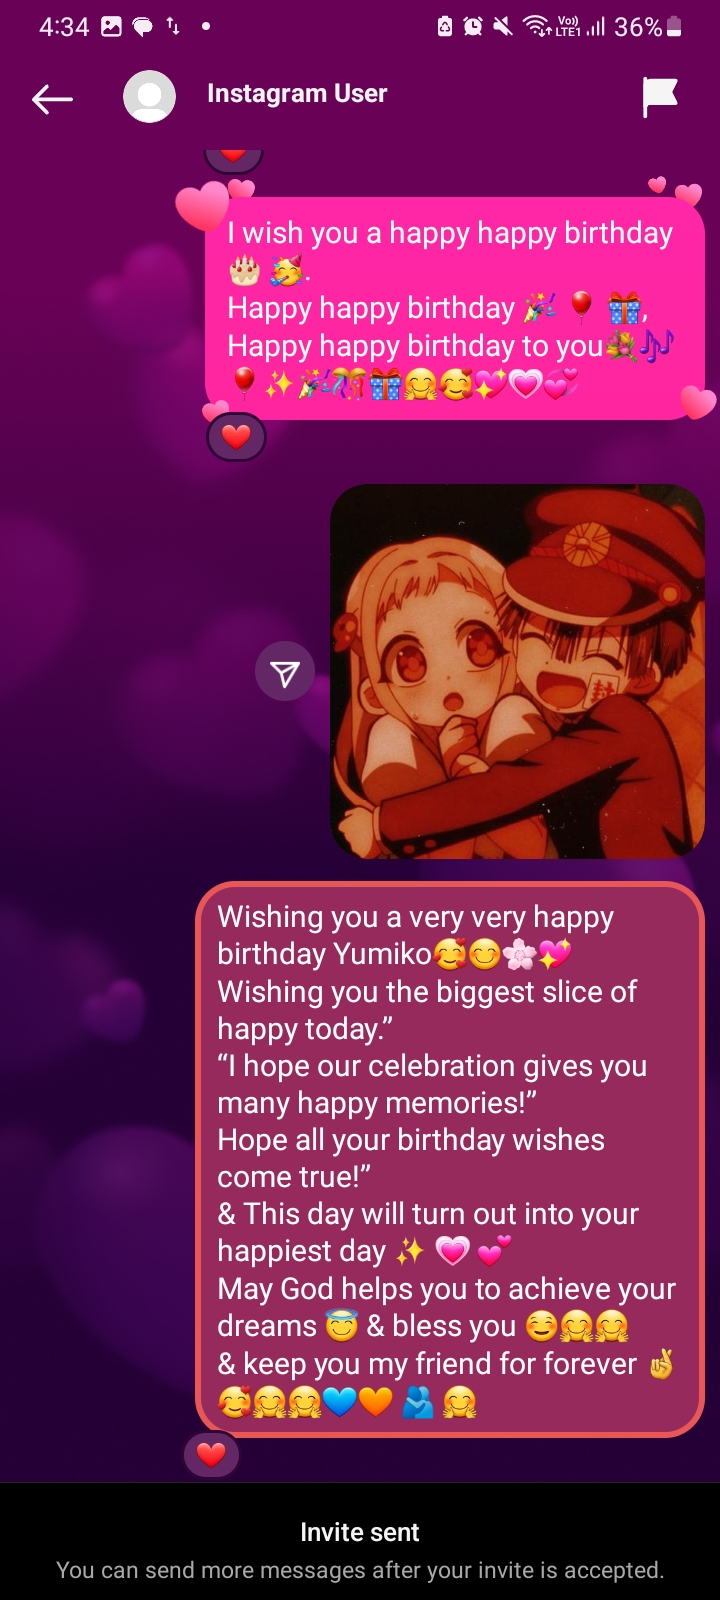 4:34
Vo))
LTE1
36%
Instagram User
I wish you a happy happy birthday
🎂 🥳.
Happy happy birthday 🎉 🎈 🎁,
Happy happy birthday to you💐🎶
🎈✨🎉🎊🎁🤗🥰💖💗💞
封
Wishing you a very very happy
birthday Yumiko🥰😊🌸💖
Wishing you the biggest slice of
happy today.”
“I hope our celebration gives you
many happy memories!”
Hope all your birthday wishes
come true!”
& This day will turn out into your
happiest day ✨ 💗 💕
May God helps you to achieve your
dreams 😇 & bless you ☺️🤗🤗
& keep you my friend for forever 🤞
🥰🤗🤗💙🧡 🫂 🤗
Invite sent
You can send more messages after your invite is accepted.